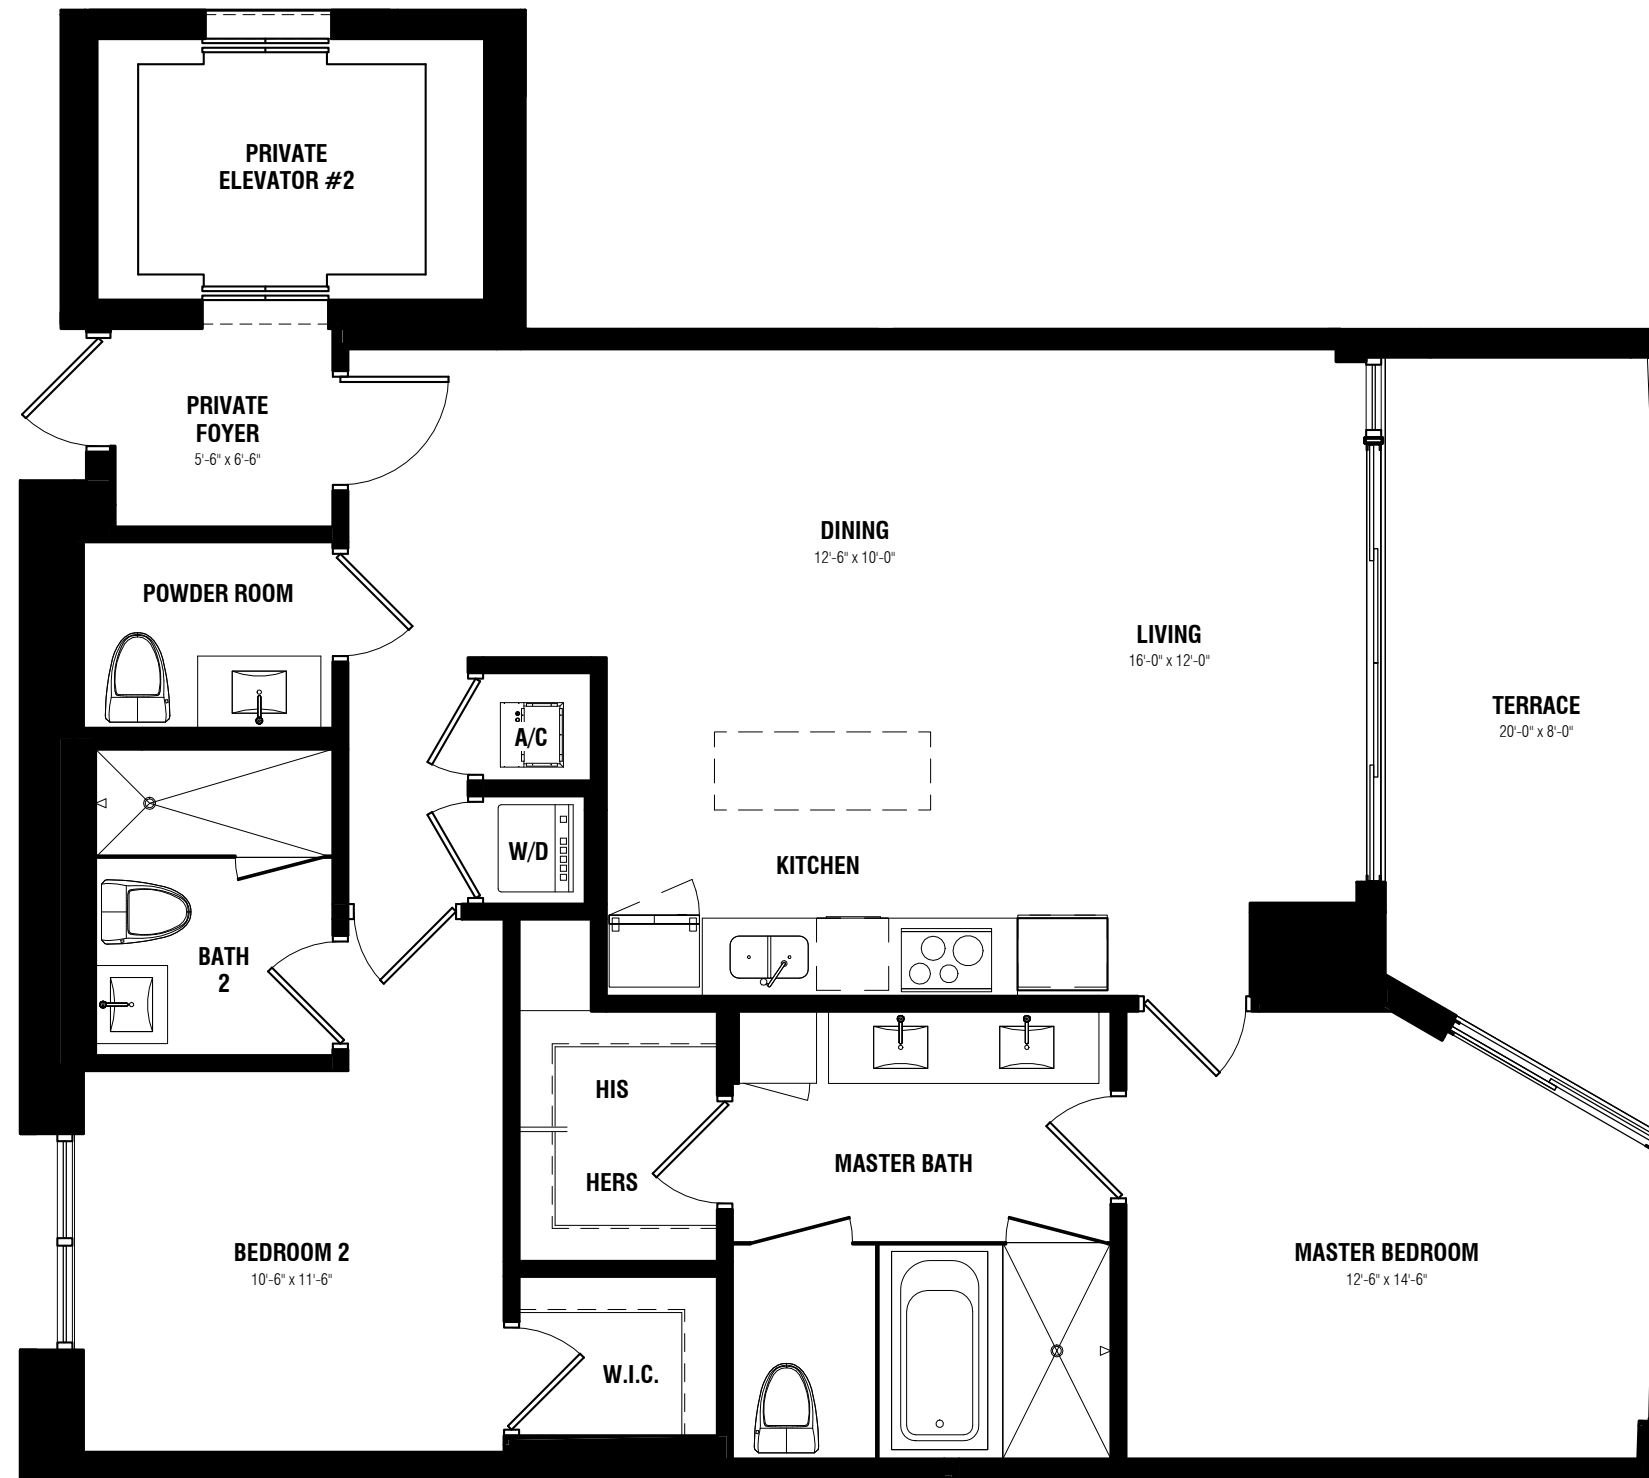 PRIVATE
ELEVATOR #2
PRIVATE
FOYER
5'-6" x 6'-6"
DINING
12'-6" x 10'-0"
POWDER ROOM
LIVING
16'-0" x 12'-0"
TERRACE
20'-0" x 8'-0"
A/C
W/D
KITCHEN
BATH
2
HIS
HERS
MASTER BATH
BEDROOM 2
10'-6" x 11'-6"
MASTER BEDROOM
12'-6" x 14'-6"
W.I.C.